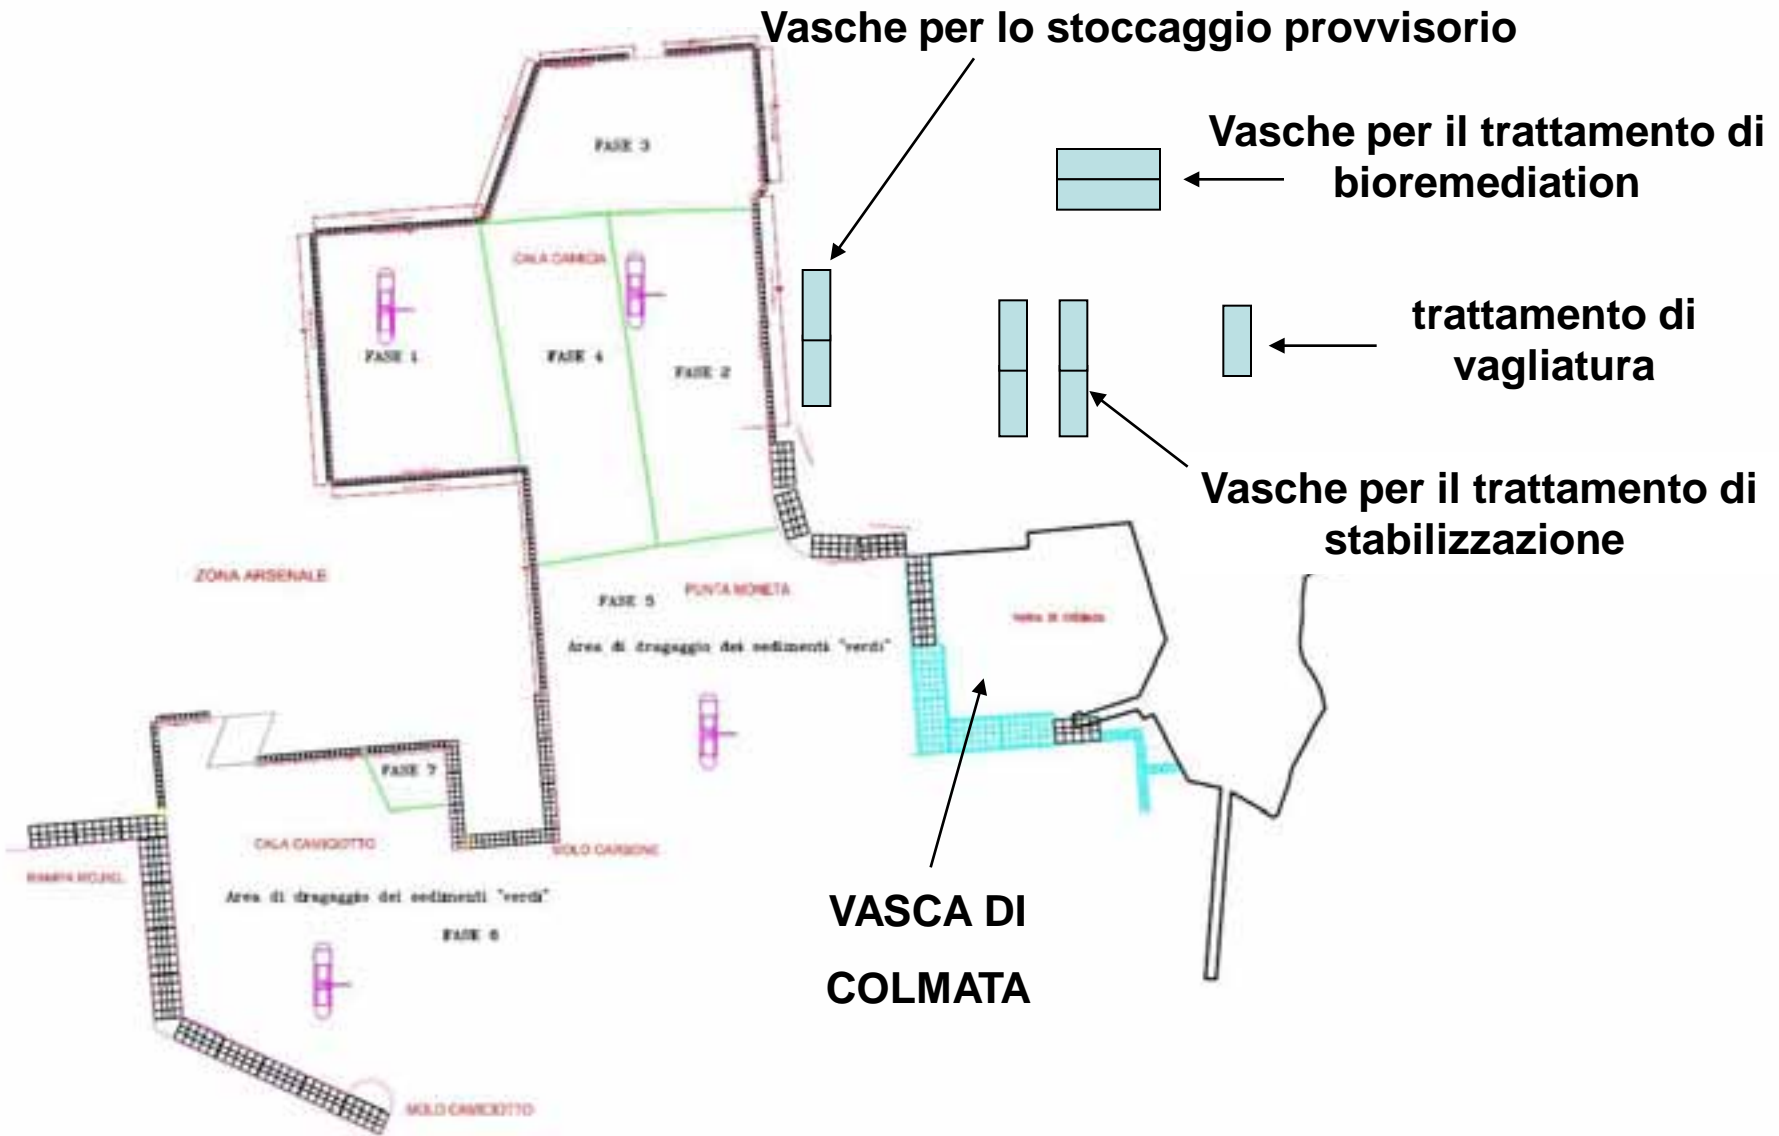 Vasche per lo stoccaggio provvisorio
Vasche per il trattamento di
bioremediation
FASE 3
CALA CAMICIA
FASE 1
FASE 4
FASE 2
trattamento di
vagliatura
Vasche per il trattamento di
stabilizzazione
ZONA ARSENALE
FASE 5
PUNTA MONETA
Area di dragaggio dei sedimenti "verdi"
FASE 7
CALA CAMICIOTTO
MOLO CARBONE
Area di dragaggio dei sedimenti "verdi"
FASE 6
VASCA DI
COLMATA
MOLO CAMICIOTTO